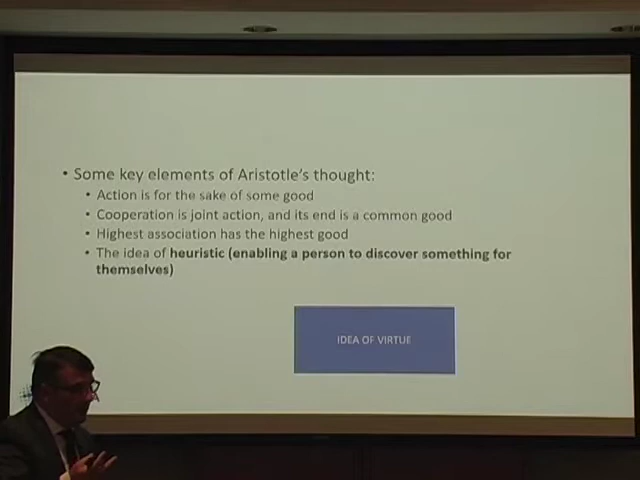 • Some key elements of Aristotle's thought:
• Action is for the sake of some good
• Cooperation is joint action, and its end is a common good
• Highest association has the highest good
• The idea of heuristic (enabling a person to discover something for
themselves)
IDEA OF VIRTUE